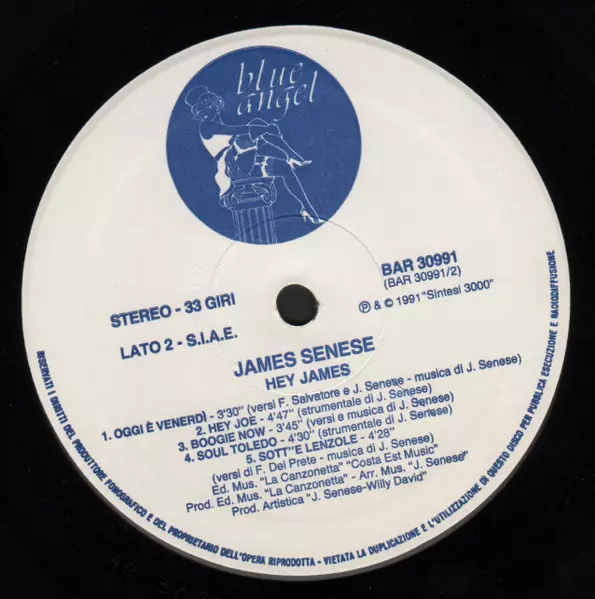 blue
angel
BAR 30991
(BAR 30991/2)
STEREO - 33 GIRI
℗ & © 1991 "Sintesi 3000"
LATO 2 - S.I.A.E.
JAMES SENESE
HEY JAMES
1. OGGI È VENERDÌ - 3'30" (versi F. Salvatore e J. Senese - musica di J. Senese)
2. HEY JOE - 4'47" (strumentale di J. Senese)
3. BOOGIE NOW - 3'45" (versi e musica di J. Senese)
4. SOUL TOLEDO - 4'30" (strumentale di J. Senese)
5. SOTT''E LENZOLE - 4'28"
(versi di F. Del Prete - musica di J. Senese)
Ed. Mus. "La Canzonetta" "Costa Est Music"
Prod. Ed. Mus. "La Canzonetta" - Arr. Mus. "J. Senese"
Prod. Artistica "J. Senese-Willy David"
RISERVATI I DIRITTI DEL PRODUTTORE FONOGRAFICO E DEL PROPRIETARIO DELL'OPERA RIPRODOTTA - VIETATA LA DUPLICAZIONE E L'UTILIZZAZIONE DI QUESTO DISCO PER PUBBLICA ESECUZIONE E RADIODIFFUSIONE